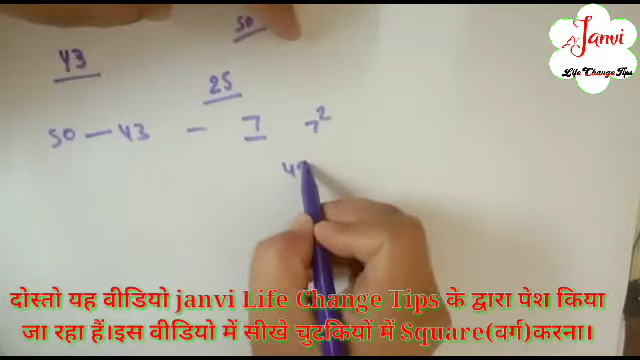 50
Janvi
Life Change Tips
43
25
50 — 43 — 7 7²
49
दोस्तो यह वीडियो janvi Life Change Tips के द्वारा पेश किया
जा रहा हैं।इस वीडियो में सीखे चुटकियों में Square(वर्ग)करना।